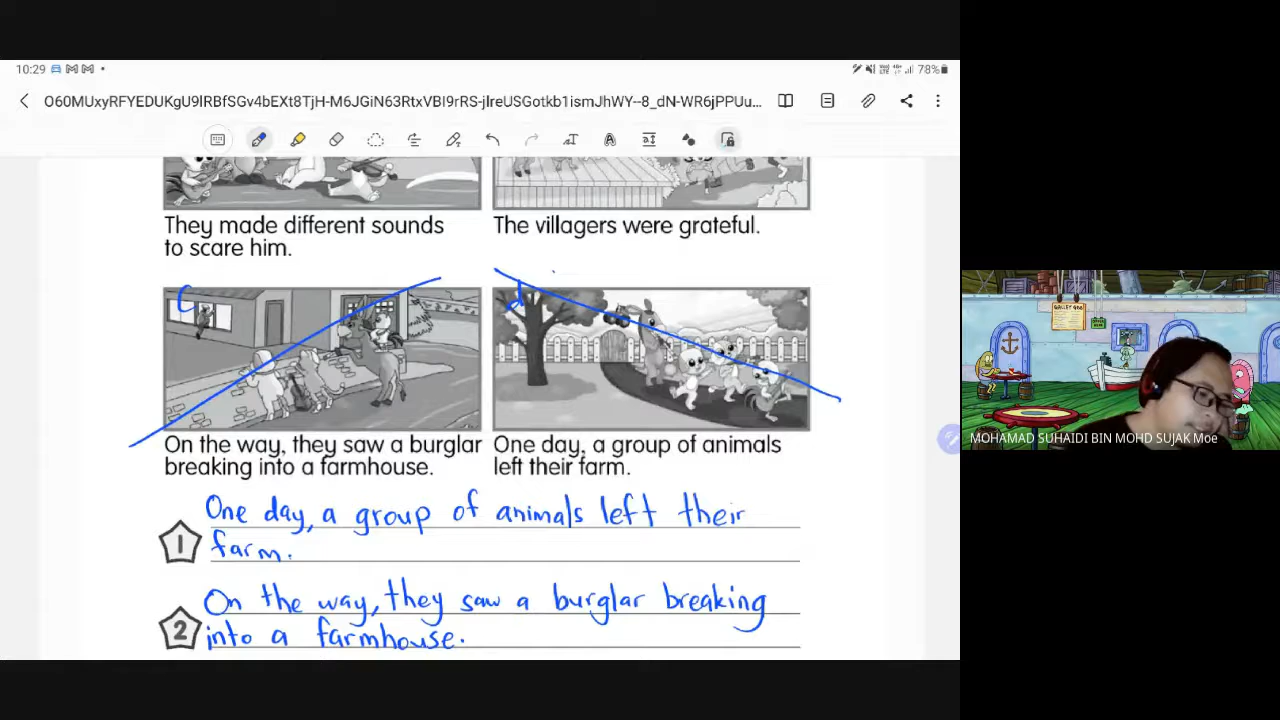 10:29
78%
O60MUxyRFYEDUKgU9lRBfSGv4bEXt8TjH-M6JGiN63RtxVBI9rRS-jlreUSGotkb1ismJhWY--8_dN-WR6jPPUu...
They made different sounds
to scare him.
The villagers were grateful.
c
d
On the way, they saw a burglar
breaking into a farmhouse.
One day, a group of animals
left their farm.
1 One day, a group of animals left their
farm.
2 On the way, they saw a burglar breaking
into a farmhouse.
MOHAMAD SUHAIDI BIN MOHD SUJAK Moe